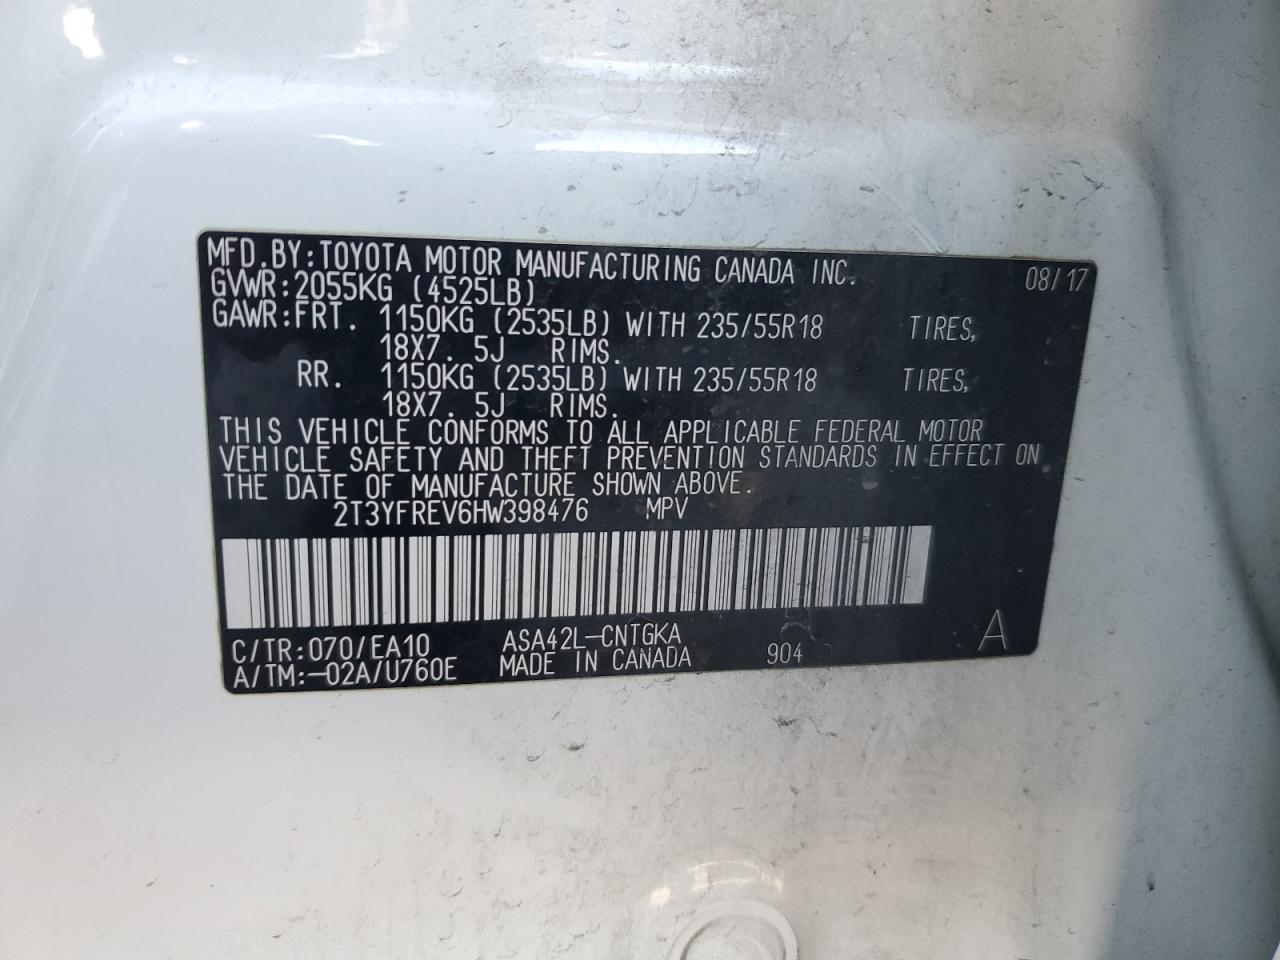 MFD.BY:TOYOTA MOTOR MANUFACTURING CANADA INC. 08/17
GVWR:2055KG (4525LB)
GAWR:FRT. 1150KG (2535LB) WITH 235/55R18 TIRES,
18X7.5J RIMS.
RR. 1150KG (2535LB) WITH 235/55R18 TIRES,
18X7.5J RIMS.
THIS VEHICLE CONFORMS TO ALL APPLICABLE FEDERAL MOTOR
VEHICLE SAFETY AND THEFT PREVENTION STANDARDS IN EFFECT ON
THE DATE OF MANUFACTURE SHOWN ABOVE.
2T3YFREV6HW398476 MPV
C/TR:070/EA10 ASA42L-CNTGKA A
A/TM:-02A/U760E MADE IN CANADA 904